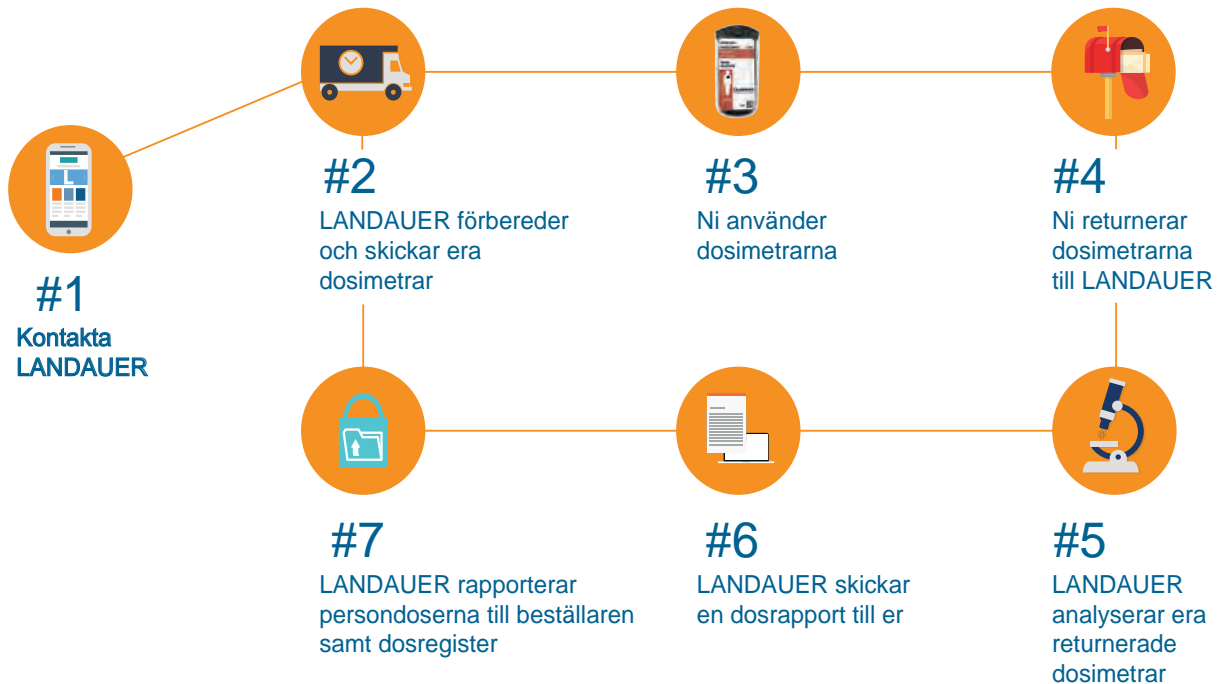 #1
Kontakta
LANDAUER
#2
LANDAUER förbereder
och skickar era
dosimetrar
#3
Ni använder
dosimetrarna
#4
Ni returnerar
dosimetrarna
till LANDAUER
#5
LANDAUER
analyserar era
returnerade
dosimetrar
#6
LANDAUER skickar
en dosrapport till er
#7
LANDAUER rapporterar
persondoserna till beställaren
samt dosregister